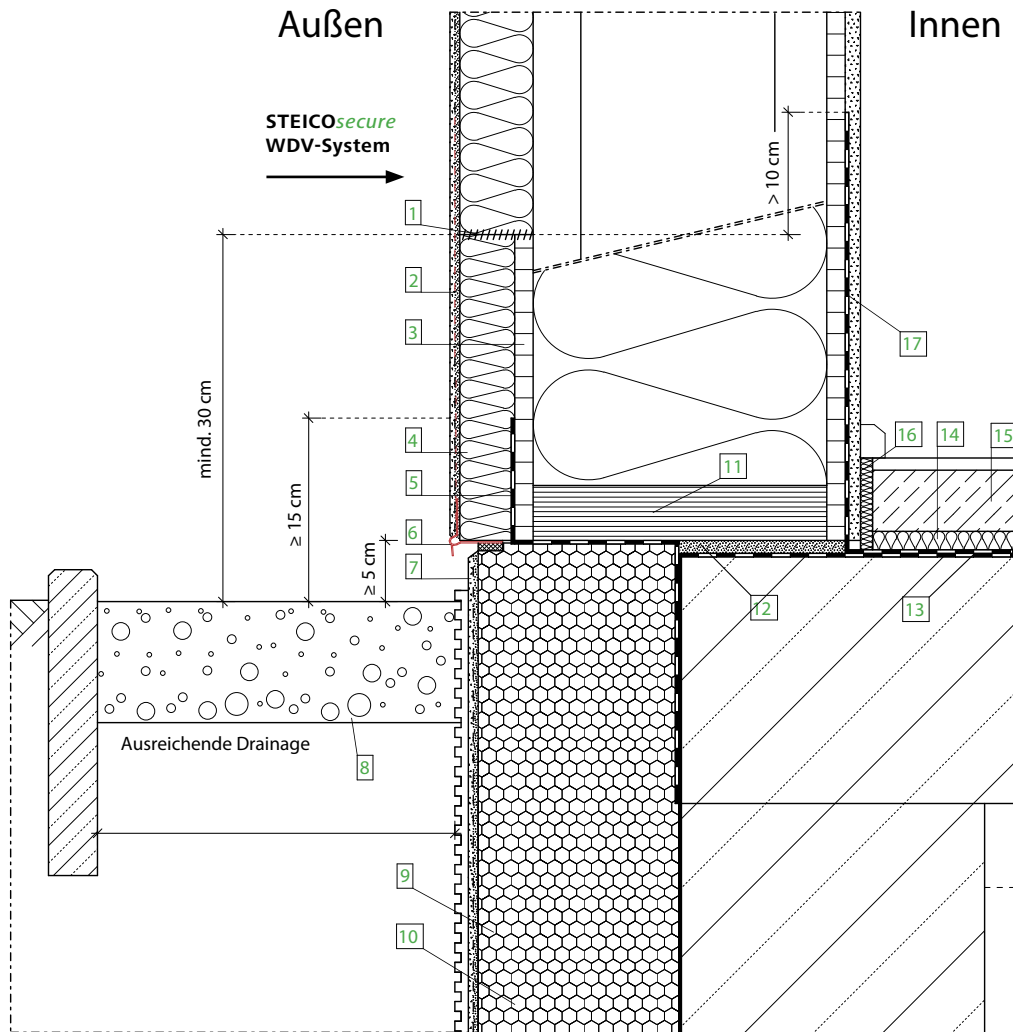 Außen
Innen
STEICOsecure
WDV-System
> 10 cm
1
2
3
17
mind. 30 cm
4
16
14
15
5
11
≥ 15 cm
6
≥ 5 cm
7
12
13
Ausreichende Drainage
8
9
10